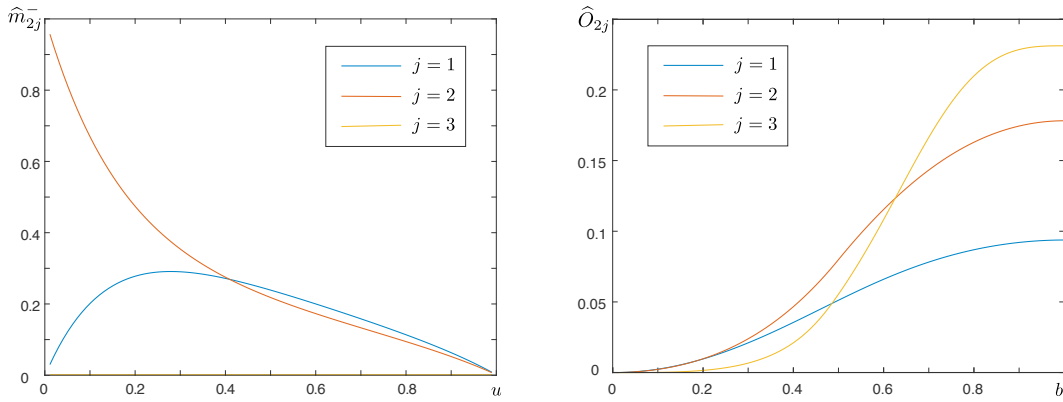 m̂⁻₂ⱼ
j = 1
j = 2
j = 3
0.8
0.6
0.4
0.2
0
0 0.2 0.4 0.6 0.8 u
Ô₂ⱼ
j = 1
j = 2
j = 3
0.2
0.15
0.1
0.05
0
0 0.2 0.4 0.6 0.8 b